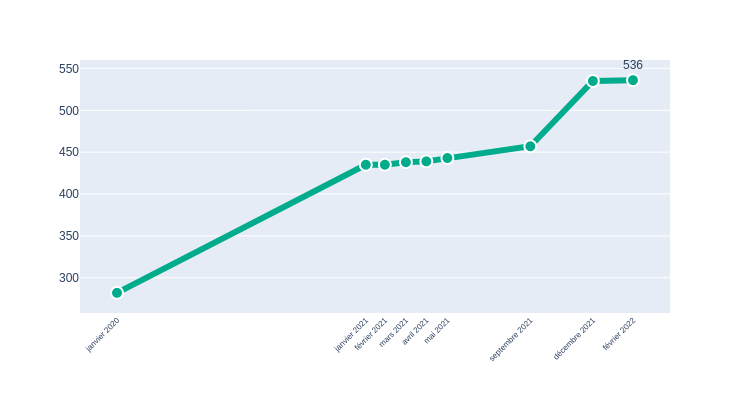 536
550
500
450
400
350
300
janvier 2020
janvier 2021
février 2021
mars 2021
avril 2021
mai 2021
septembre 2021
décembre 2021
février 2022